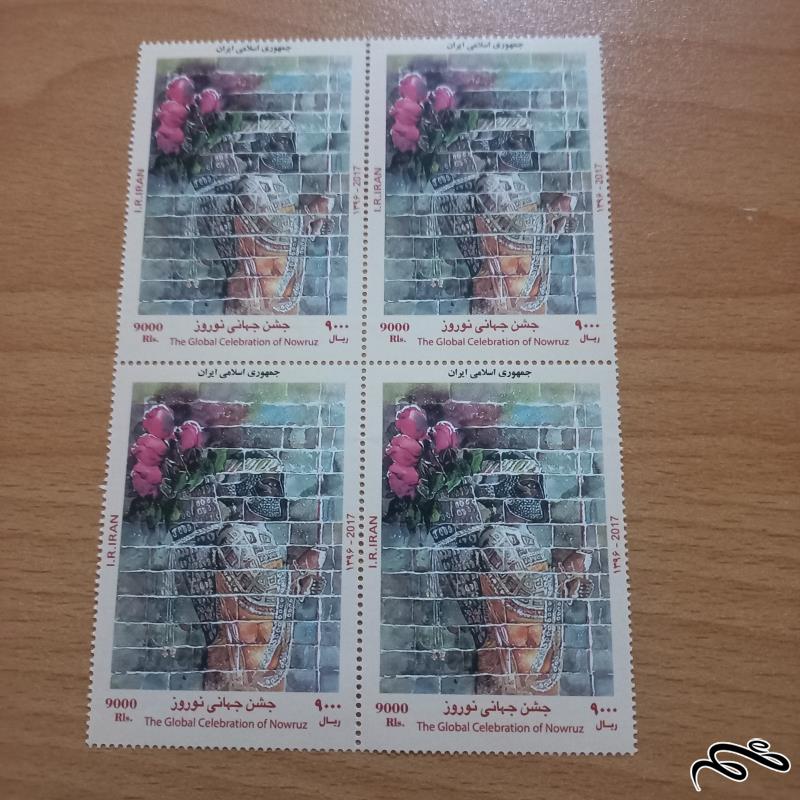 جمهوری اسلامی ایران
I.R.IRAN
۱۳۹۶ - 2017
9000 جشن جهانی نوروز ۹۰۰۰
Rls. The Global Celebration of Nowruz ریال
جمهوری اسلامی ایران
I.R.IRAN
۱۳۹۶ - 2017
9000 جشن جهانی نوروز ۹۰۰۰
Rls. The Global Celebration of Nowruz ریال
جمهوری اسلامی ایران
I.R.IRAN
۱۳۹۶ - 2017
9000 جشن جهانی نوروز ۹۰۰۰
Rls. The Global Celebration of Nowruz ریال
جمهوری اسلامی ایران
I.R.IRAN
۱۳۹۶ - 2017
9000 جشن جهانی نوروز ۹۰۰۰
Rls. The Global Celebration of Nowruz ریال